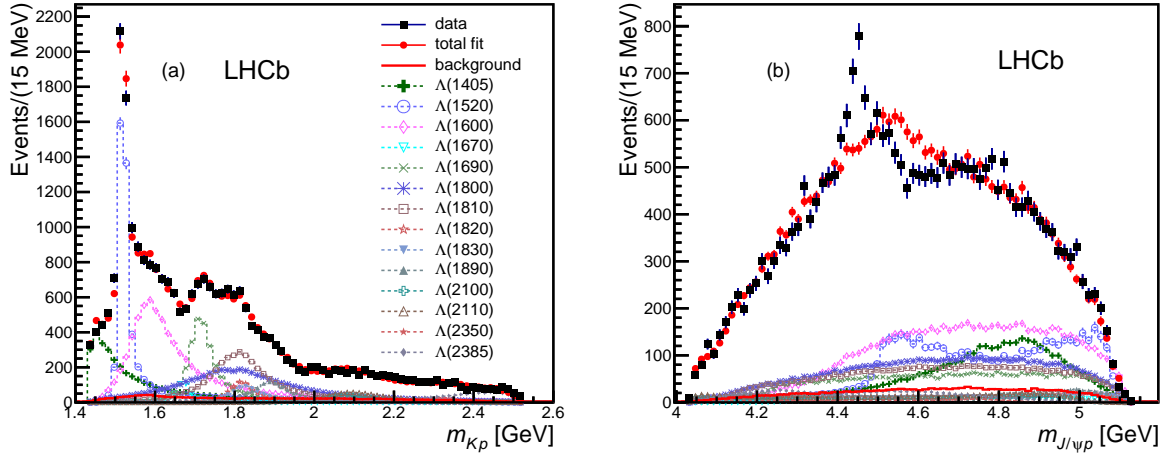 Events/(15 MeV)
2200
2000
1800
1600
1400
1200
1000
800
600
400
200
0
(a)
LHCb
data
total fit
background
Λ(1405)
Λ(1520)
Λ(1600)
Λ(1670)
Λ(1690)
Λ(1800)
Λ(1810)
Λ(1820)
Λ(1830)
Λ(1890)
Λ(2100)
Λ(2110)
Λ(2350)
Λ(2385)
1.4 1.6 1.8 2 2.2 2.4 2.6
m_{Kp} [GeV]
Events/(15 MeV)
800
700
600
500
400
300
200
100
0
LHCb
(b)
4 4.2 4.4 4.6 4.8 5
m_{J/ψp} [GeV]